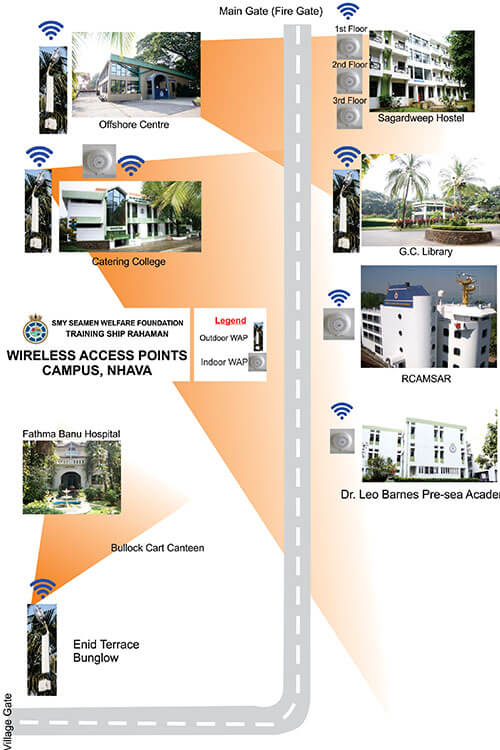 Main Gate (Fire Gate)
1st Floor
2nd Floor
3rd Floor
Offshore Centre
Sagardweep Hostel
Catering College
G.C. Library
SMY SEAMEN WELFARE FOUNDATION
TRAINING SHIP RAHAMAN
WIRELESS ACCESS POINTS
CAMPUS, NHAVA
Legend
Outdoor WAP
Indoor WAP
RCAMSAR
Fathma Banu Hospital
Dr. Leo Barnes Pre-sea Academ
Bullock Cart Canteen
Enid Terrace
Bunglow
Village Gate